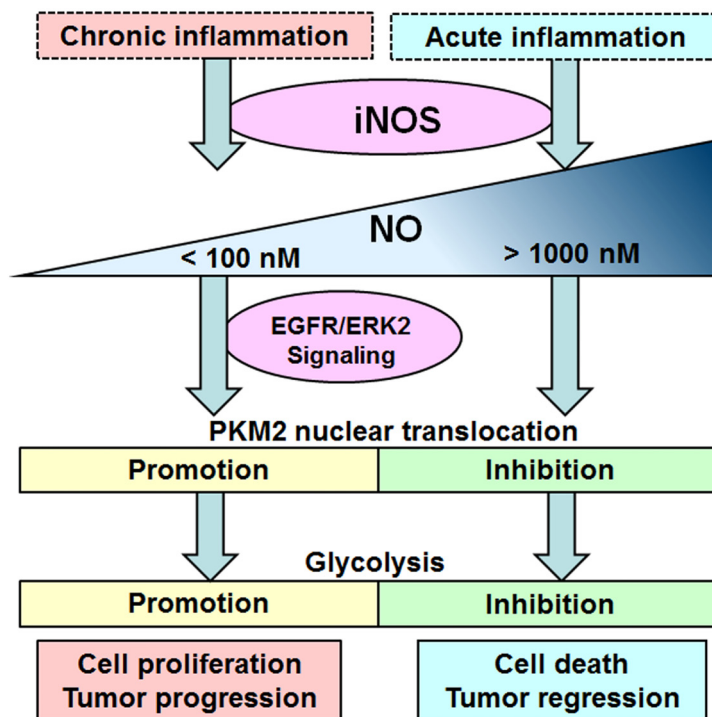 Chronic inflammation
Acute inflammation
iNOS
NO
< 100 nM
> 1000 nM
EGFR/ERK2
Signaling
PKM2 nuclear translocation
Promotion
Inhibition
Glycolysis
Promotion
Inhibition
Cell proliferation
Tumor progression
Cell death
Tumor regression